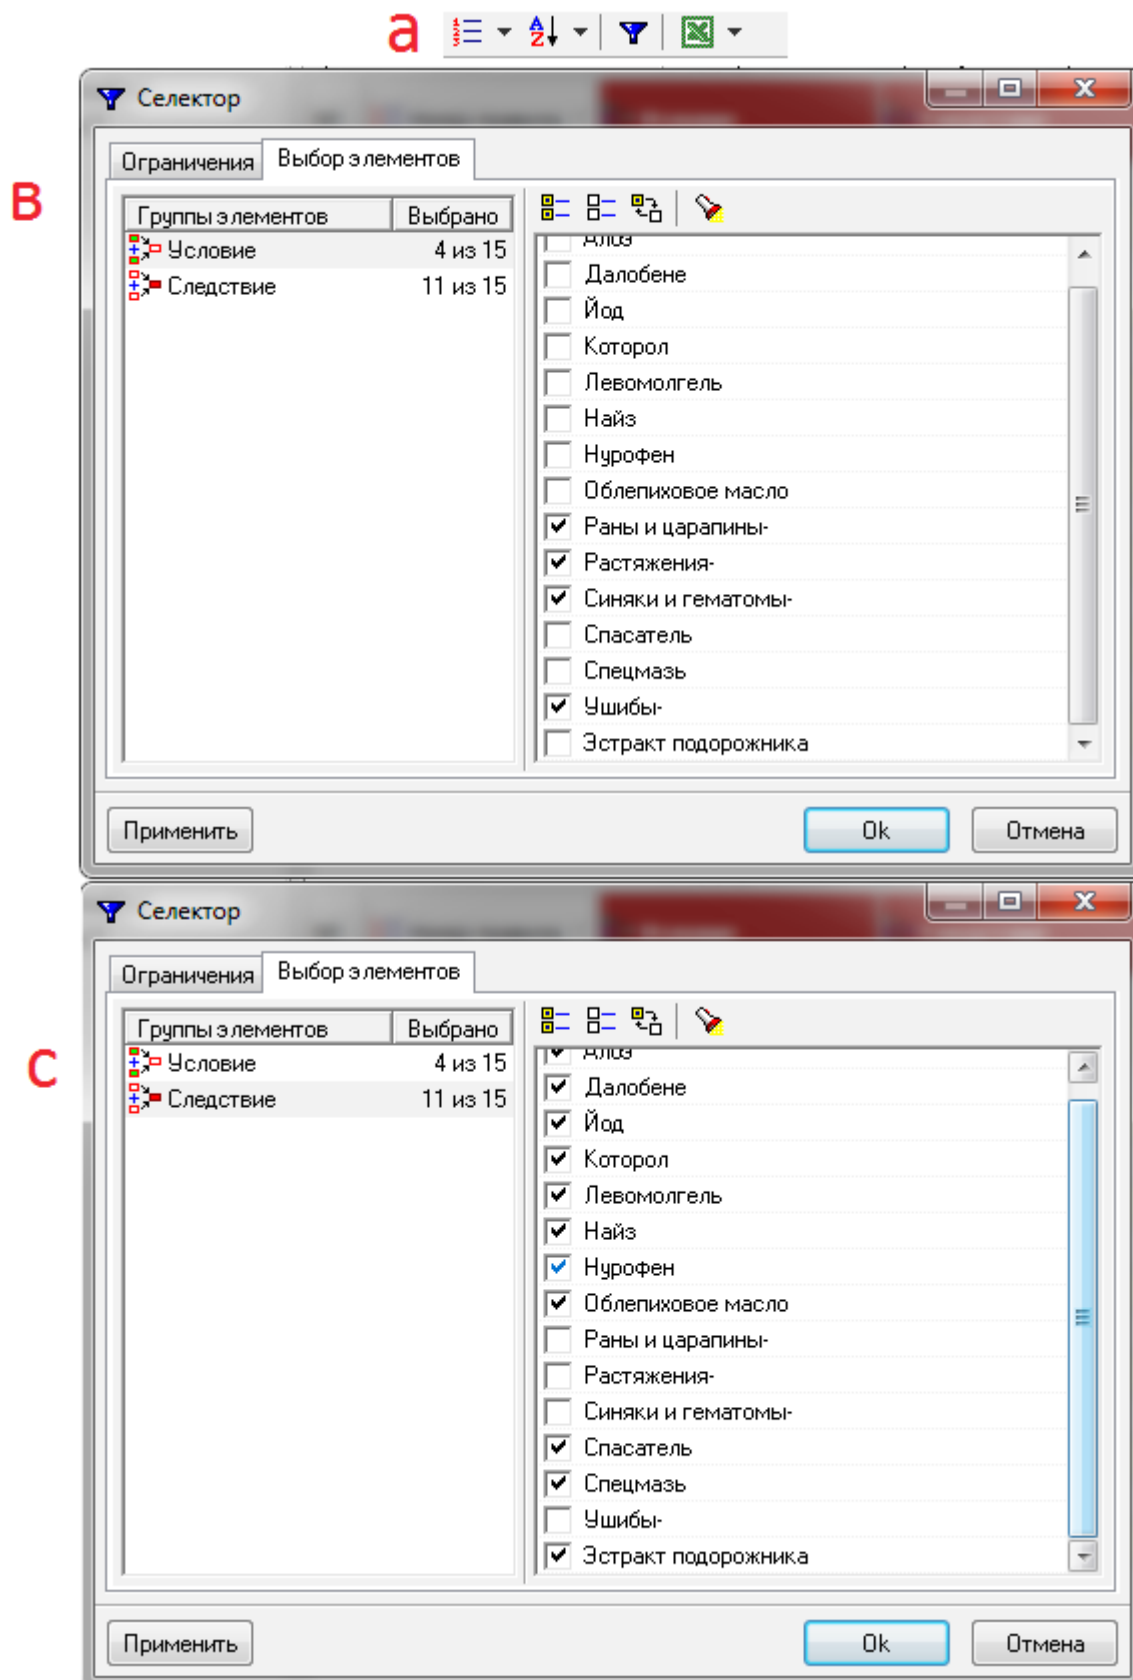 a
Селектор
Ограничения Выбор элементов
B
Группы элементов Выбрано
Условие 4 из 15
Следствие 11 из 15
Алоэ
Далобене
Йод
Которол
Левомолгель
Найз
Нурофен
Облепиховое масло
Раны и царапины-
Растяжения-
Синяки и гематомы-
Спасатель
Спецмазь
Ушибы-
Эстракт подорожника
Применить Ok Отмена
Селектор
Ограничения Выбор элементов
C
Группы элементов Выбрано
Условие 4 из 15
Следствие 11 из 15
Алоэ
Далобене
Йод
Которол
Левомолгель
Найз
Нурофен
Облепиховое масло
Раны и царапины-
Растяжения-
Синяки и гематомы-
Спасатель
Спецмазь
Ушибы-
Эстракт подорожника
Применить Ok Отмена